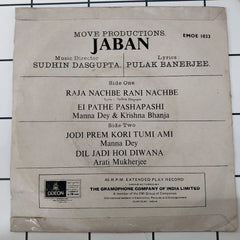 MOVE PRODUCTIONS.
EMOE 1023
JABAN
Music Director
Lyrics
SUDHIN DASGUPTA, PULAK BANERJEE.
Side One
RAJA NACHBE RANI NACHBE
EI PATHE PASHAPASHI
Manna Dey & Krishna Bhanja
Side Two
JODI PREM KORI TUMI AMI
Manna Dey
DIL JADI HOI DIWANA
Arati Mukherjee
45 R.P.M. EXTENDED PLAY RECORD
THE GRAMOPHONE COMPANY OF INDIA LIMITED
ODEON